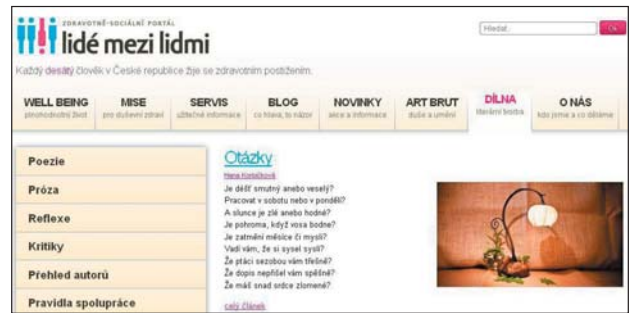 ZDRAVOTNĚ-SOCIÁLNÍ PORTÁL
lidé mezi lidmi
Hledat...
Každý desátý člověk v České republice žije se zdravotním postižením.
WELL BEING MISE SERVIS BLOG NOVINKY ART BRUT DÍLNA O NÁS
plnohodnotný život pro duševní zdraví užitečné informace co hlava, to názor akce a informace duše a umění literární tvorba kdo jsme a co děláme
Poezie
Próza
Reflexe
Kritiky
Přehled autorů
Pravidla spolupráce
Otázky
Je déšť smutný anebo veselý?
Pracovat v sobotu nebo v pondělí?
A slunce je zlé anebo hodné?
Je pohroma, když vosa bodne?
Je zatmění měsíce či mysli?
Vadí vám, že si sysel syslí?
Že ptáci sezobou vám třešně?
Že dopis nepřišel vám spěšně?
Že máš snad srdce zlomené?
celý článek